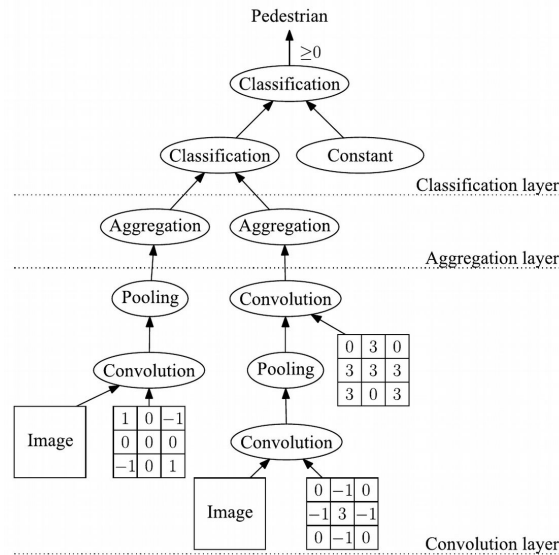 Pedestrian
≥0
Classification
Classification
Constant
Classification layer
Aggregation
Aggregation
Aggregation layer
Pooling
Convolution
0 3 0
3 3 3
3 0 3
Convolution
Pooling
Image
1 0 −1
0 0 0
−1 0 1
Convolution
Image
0 −1 0
−1 3 −1
0 −1 0
Convolution layer